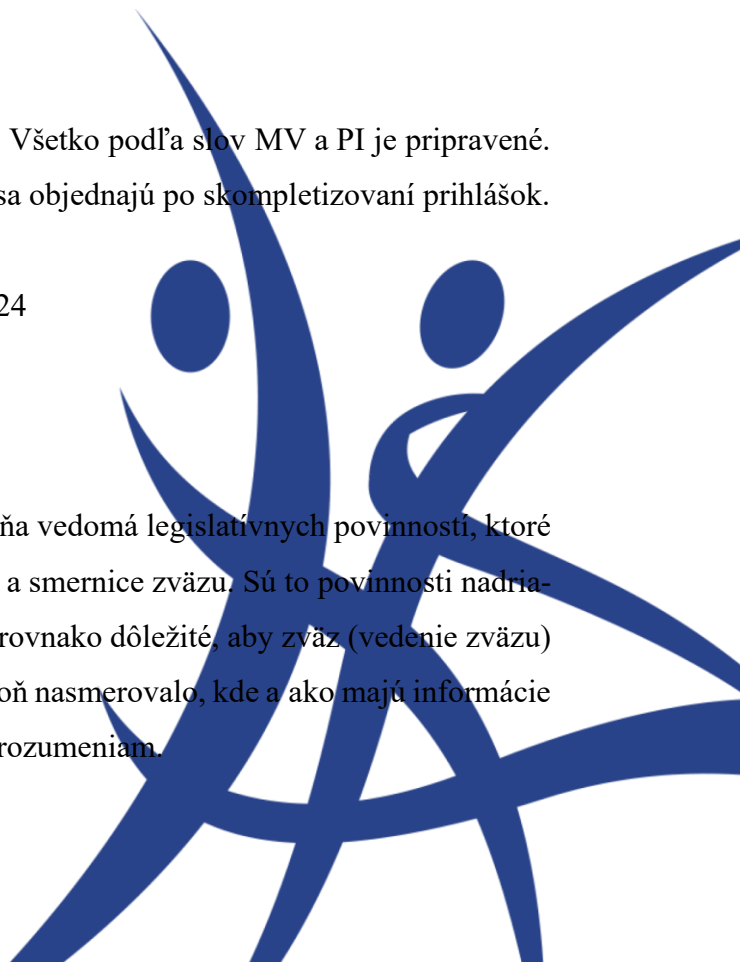 Všetko podľa slov MV a PI je pripravené.
sa objednajú po skompletizovaní prihlášok.
24
ňa vedomá legislatívnych povinností, ktoré
a smernice zväzu. Sú to povinnosti nadria-
rovnako dôležité, aby zväz (vedenie zväzu)
oň nasmerovalo, kde a ako majú informácie
rozumeniam.